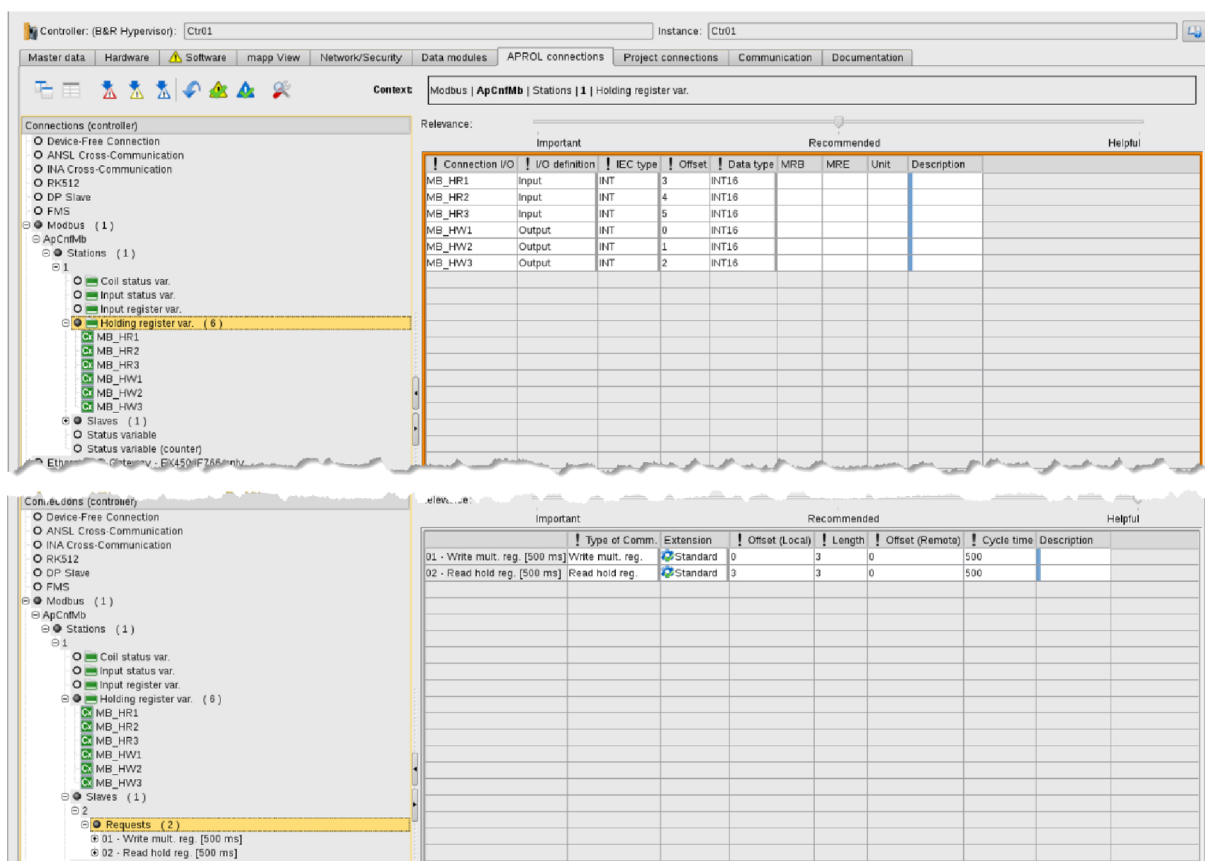 Controller: (B&R Hypervisor): Ctr01 Instance: Ctr01
Master data Hardware Software mapp View Network/Security Data modules APROL connections Project connections Communication Documentation
Context: Modbus | ApCnfMb | Stations | 1 | Holding register var.
Connections (controller)
Device-Free Connection
ANSL Cross-Communication
INA Cross-Communication
RK512
DP Slave
FMS
Modbus (1)
ApCnfMb
Stations (1)
1
Coil status var.
Input status var.
Input register var.
Holding register var. (6)
MB_HR1
MB_HR2
MB_HR3
MB_HW1
MB_HW2
MB_HW3
Slaves (1)
Status variable
Status variable (counter)
Relevance:
Important Recommended Helpful
! Connection I/O ! I/O definition ! IEC type ! Offset ! Data type MRB MRE Unit Description
MB_HR1 Input INT 3 INT16
MB_HR2 Input INT 4 INT16
MB_HR3 Input INT 5 INT16
MB_HW1 Output INT 0 INT16
MB_HW2 Output INT 1 INT16
MB_HW3 Output INT 2 INT16
Connections (controller)
Device-Free Connection
ANSL Cross-Communication
INA Cross-Communication
RK512
DP Slave
FMS
Modbus (1)
ApCnfMb
Stations (1)
1
Coil status var.
Input status var.
Input register var.
Holding register var. (6)
MB_HR1
MB_HR2
MB_HR3
MB_HW1
MB_HW2
MB_HW3
Slaves (1)
2
Requests (2)
01 - Write mult. reg. [500 ms]
02 - Read hold reg. [500 ms]
Important Recommended Helpful
! Type of Comm. Extension ! Offset (Local) ! Length ! Offset (Remote) ! Cycle time Description
01 - Write mult. reg. [500 ms] Write mult. reg. Standard 0 3 0 500
02 - Read hold reg. [500 ms] Read hold reg. Standard 3 3 0 500